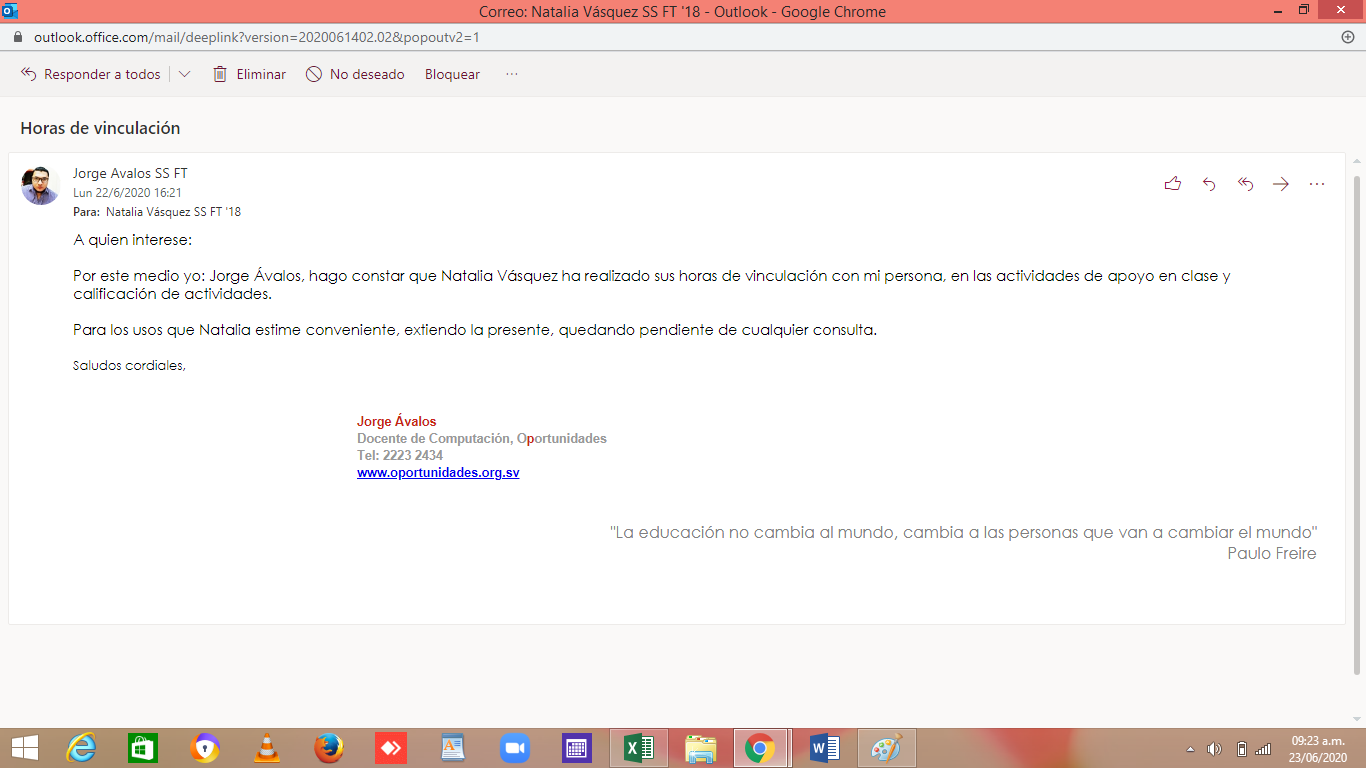 Correo: Natalia Vásquez SS FT '18 - Outlook - Google Chrome
outlook.office.com/mail/deeplink?version=2020061402.02&popoutv2=1
Responder a todos Eliminar No deseado Bloquear ...
Horas de vinculación
Jorge Avalos SS FT
Lun 22/6/2020 16:21
Para: Natalia Vásquez SS FT '18
A quien interese:
Por este medio yo: Jorge Ávalos, hago constar que Natalia Vásquez ha realizado sus horas de vinculación con mi persona, en las actividades de apoyo en clase y
calificación de actividades.
Para los usos que Natalia estime conveniente, extiendo la presente, quedando pendiente de cualquier consulta.
Saludos cordiales,
Jorge Ávalos
Docente de Computación, Oportunidades
Tel: 2223 2434
www.oportunidades.org.sv
"La educación no cambia al mundo, cambia a las personas que van a cambiar el mundo"
Paulo Freire
09:23 a.m.
23/06/2020